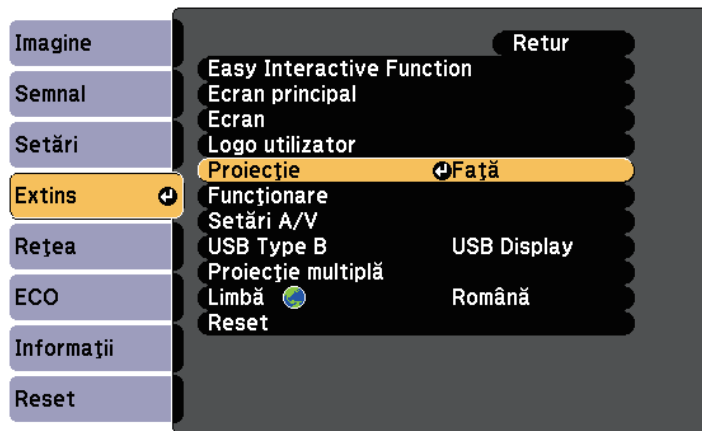 Imagine
Semnal
Setări
Extins
Reţea
ECO
Informaţii
Reset
Retur
Easy Interactive Function
Ecran principal
Ecran
Logo utilizator
Proiecţie Faţă
Funcţionare
Setări A/V
USB Type B USB Display
Proiecţie multiplă
Limbă Română
Reset